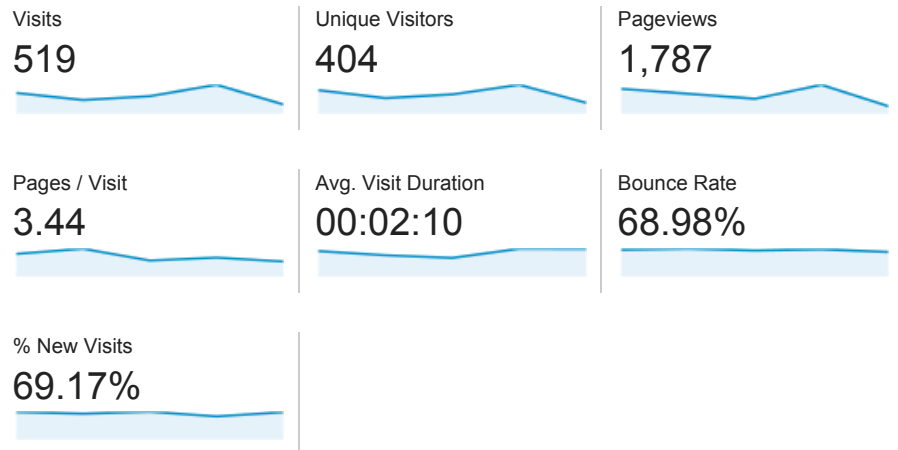 Visits
519
Unique Visitors
404
Pageviews
1,787
Pages / Visit
3.44
Avg. Visit Duration
00:02:10
Bounce Rate
68.98%
% New Visits
69.17%